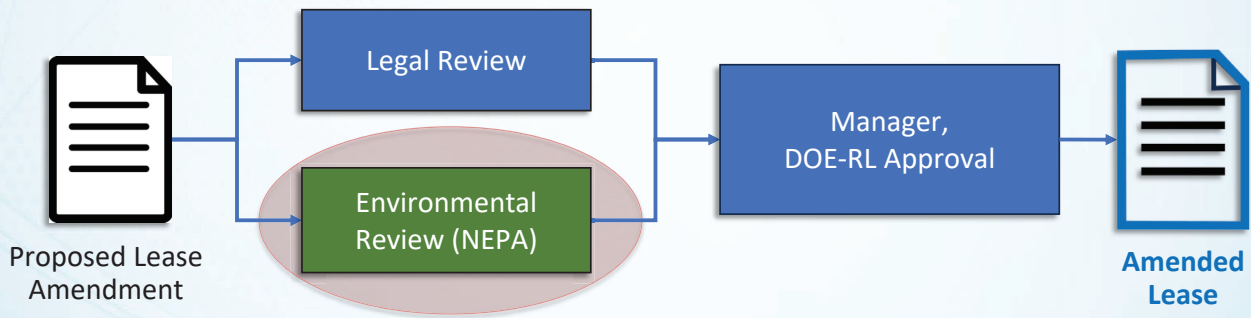 Proposed Lease
Amendment
Legal Review
Environmental
Review (NEPA)
Manager,
DOE-RL Approval
Amended
Lease